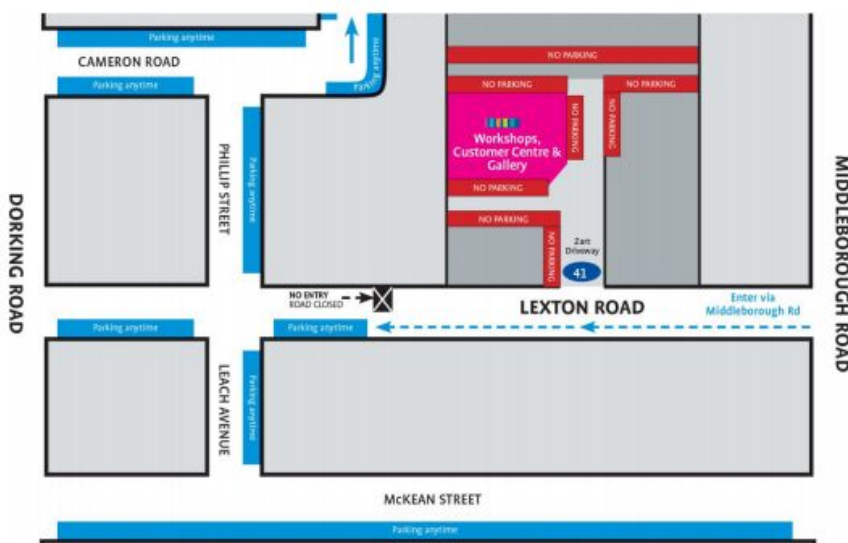 Parking anytime
CAMERON ROAD
Parking anytime
Parking anytime
NO PARKING
NO PARKING
NO PARKING
Workshops,
Customer Centre &
Gallery
NO PARKING
NO PARKING
NO PARKING
NO PARKING
NO PARKING
Zart
Driveway
41
PHILLIP STREET
Parking anytime
DORKING ROAD
MIDDLEBOROUGH ROAD
NO ENTRY
ROAD CLOSED
LEXTON ROAD
Enter via
Middleborough Rd
Parking anytime
Parking anytime
LEACH AVENUE
Parking anytime
McKEAN STREET
Parking anytime